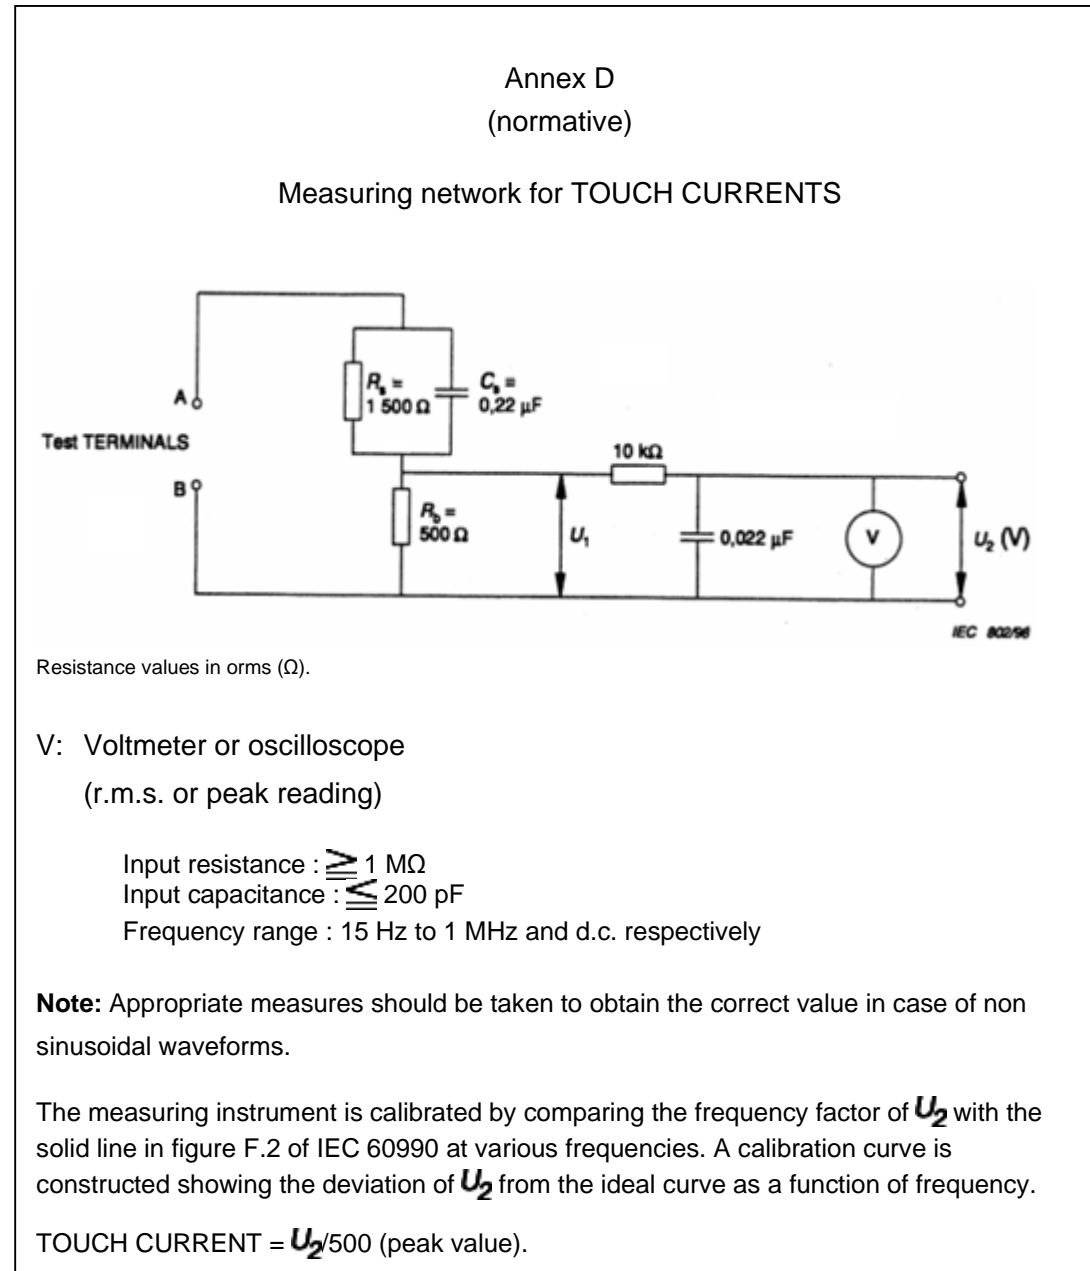 Annex D
(normative)
Measuring network for TOUCH CURRENTS
A
Test TERMINALS
B
Rₛ =
1 500 Ω
Cₛ =
0,22 µF
10 kΩ
R_b =
500 Ω
U₁
0,022 µF
V
U₂ (V)
IEC 802/98
Resistance values in orms (Ω).
V: Voltmeter or oscilloscope
(r.m.s. or peak reading)
Input resistance : ≧ 1 MΩ
Input capacitance : ≦ 200 pF
Frequency range : 15 Hz to 1 MHz and d.c. respectively
Note: Appropriate measures should be taken to obtain the correct value in case of non
sinusoidal waveforms.
The measuring instrument is calibrated by comparing the frequency factor of U₂ with the
solid line in figure F.2 of IEC 60990 at various frequencies. A calibration curve is
constructed showing the deviation of U₂ from the ideal curve as a function of frequency.
TOUCH CURRENT = U₂/500 (peak value).